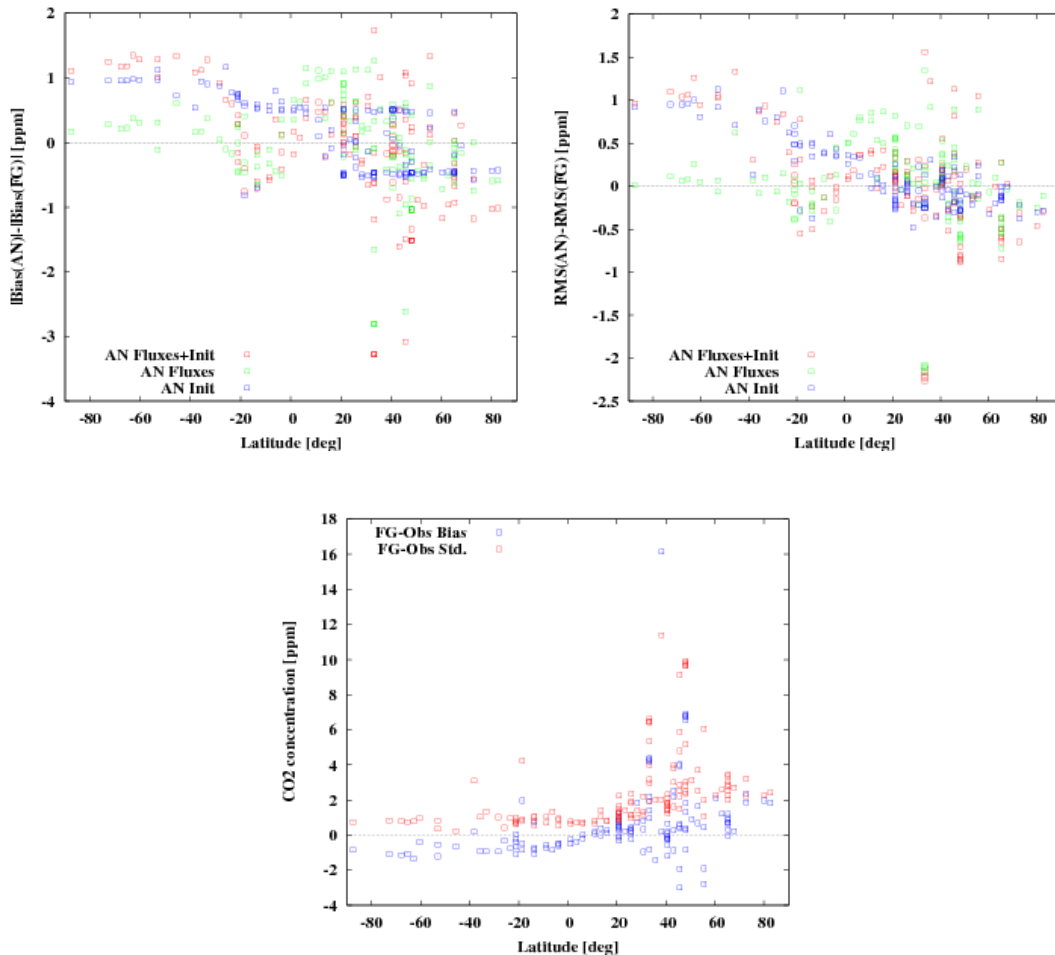 2
1
0
-1
-2
-3
-4
|Bias(AN)|-|Bias(FG)| [ppm]
AN Fluxes+Init
AN Fluxes
AN Init
-80 -60 -40 -20 0 20 40 60 80
Latitude [deg]
2
1.5
1
0.5
0
-0.5
-1
-1.5
-2
-2.5
RMS(AN)-RMS(FG) [ppm]
AN Fluxes+Init
AN Fluxes
AN Init
-80 -60 -40 -20 0 20 40 60 80
Latitude [deg]
18
16
14
12
10
8
6
4
2
0
-2
-4
CO2 concentration [ppm]
FG-Obs Bias
FG-Obs Std.
-80 -60 -40 -20 0 20 40 60 80
Latitude [deg]